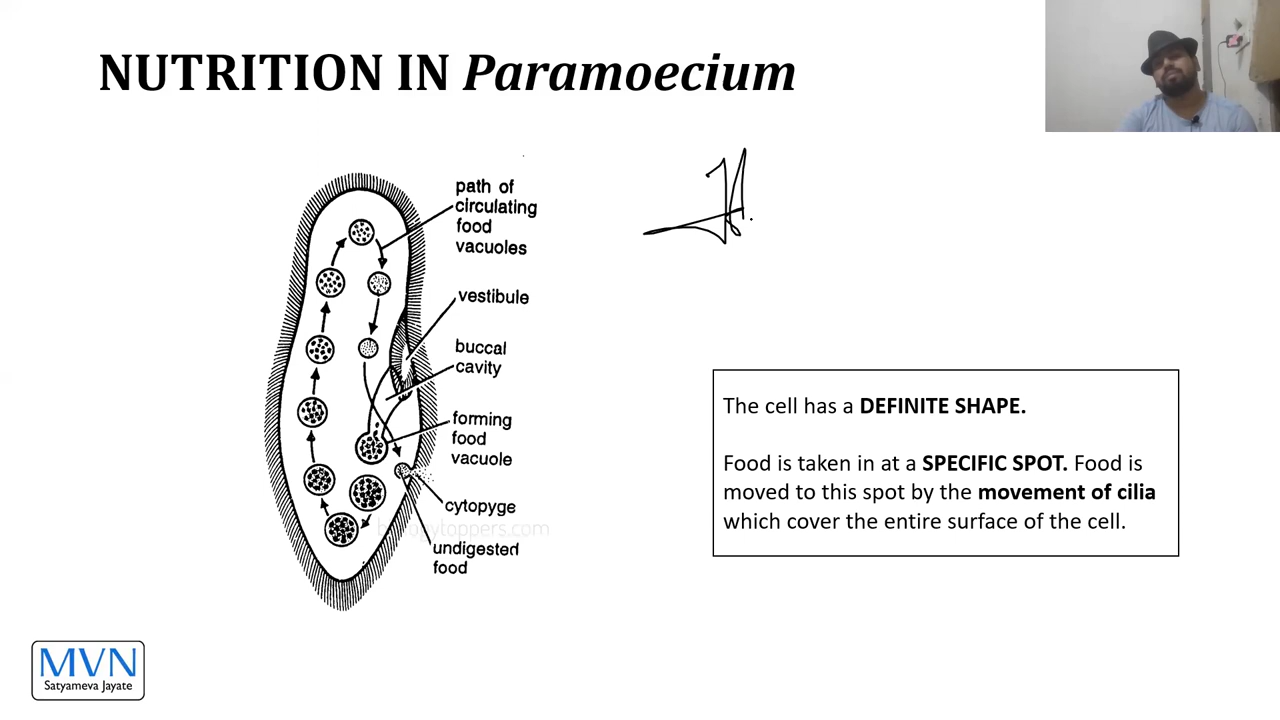 NUTRITION IN Paramoecium
path of
circulating
food
vacuoles
vestibule
buccal
cavity
forming
food
vacuole
cytopyge
undigested
food
The cell has a DEFINITE SHAPE.
Food is taken in at a SPECIFIC SPOT. Food is
moved to this spot by the movement of cilia
which cover the entire surface of the cell.
MVN
Satyameva Jayate